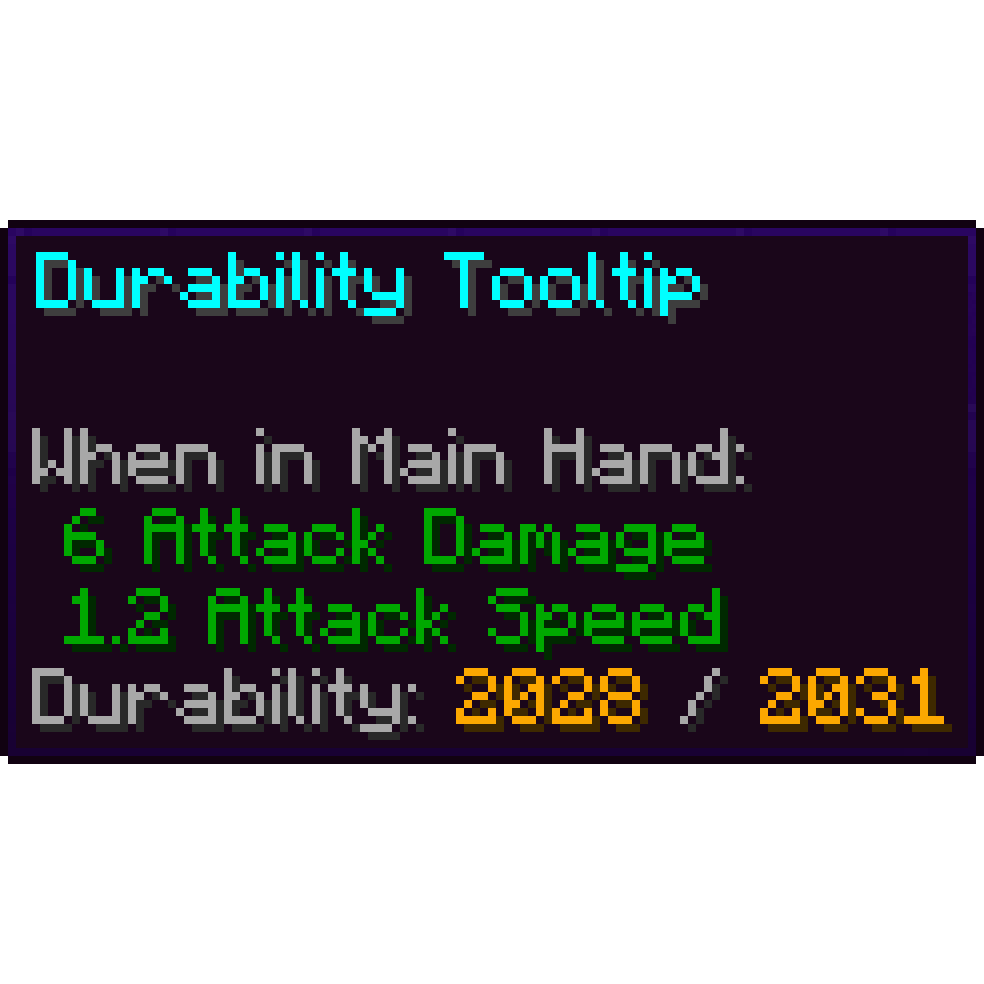 Durability Tooltip
When in Main Hand:
6 Attack Damage
1.2 Attack Speed
Durability: 2028 / 2031